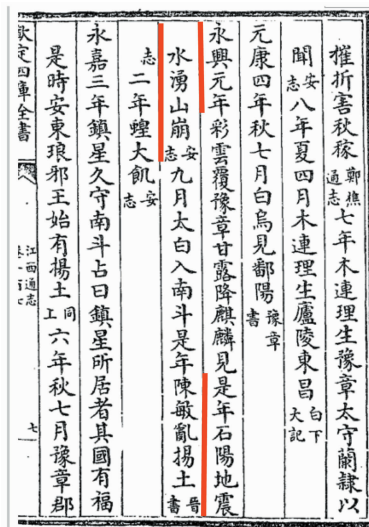 摧折害秋稼鄭樵通志七年木連理生豫章太守蘭隸以
聞安志八年夏四月木連理生廬陵東昌白下大記
元康四年秋七月白烏見鄱陽豫章書
永興元年彩雲覆豫章甘露降麒麟見是年石陽地震
水湧山崩安志九月太白入南斗是年陳敏亂揚土晉書
志二年蝗大飢安志
永嘉三年鎮星久守南斗占曰鎮星所居者其國有福
是時安東琅邪王始有揚土同上六年秋七月豫章郡
欽定四庫全書
江西通志
七